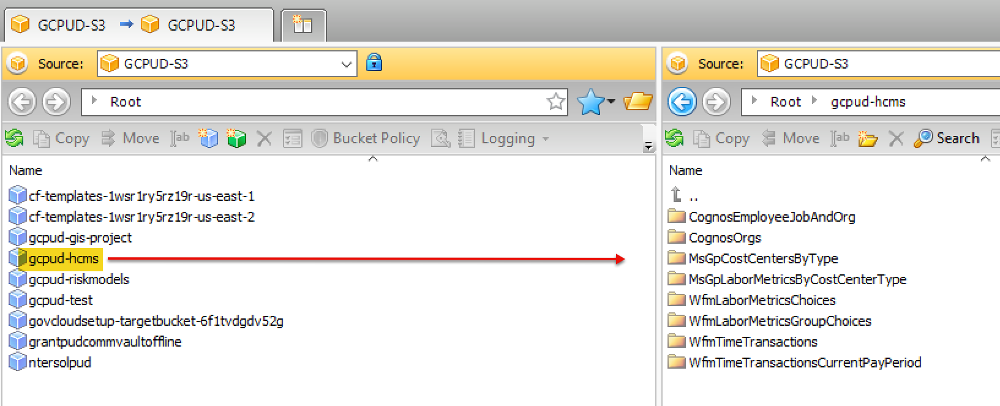 GCPUD-S3 GCPUD-S3
Source: GCPUD-S3
Root
Copy Move ab Bucket Policy Logging
Name
cf-templates-1wsr1ry5rz19r-us-east-1
cf-templates-1wsr1ry5rz19r-us-east-2
gcpud-gis-project
gcpud-hcms
gcpud-riskmodels
gcpud-test
govcloudsetup-targetbucket-6f1tvdgdv52g
grantpudcommvaultoffline
ntersolpud
Source: GCPUD-S3
Root gcpud-hcms
Copy Move ab Search
Name
..
CognosEmployeeJobAndOrg
CognosOrgs
MsGpCostCentersByType
MsGpLaborMetricsByCostCenterType
WfmLaborMetricsChoices
WfmLaborMetricsGroupChoices
WfmTimeTransactions
WfmTimeTransactionsCurrentPayPeriod